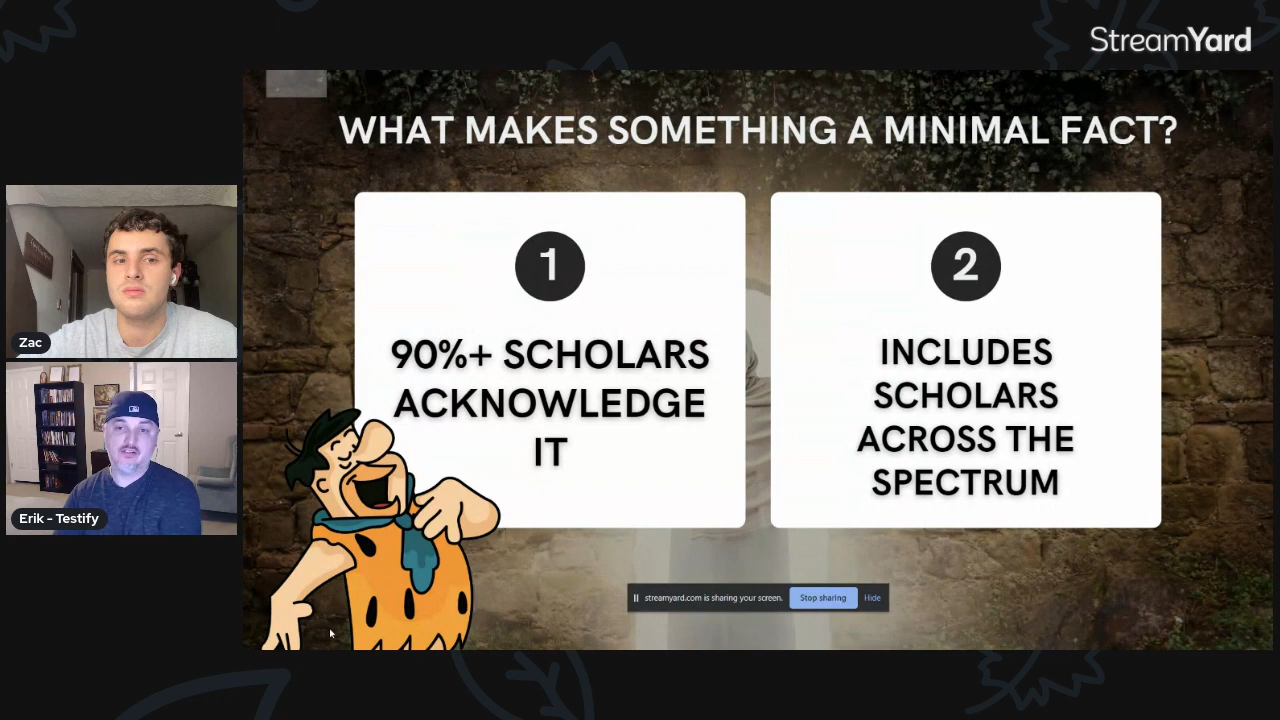 StreamYard
WHAT MAKES SOMETHING A MINIMAL FACT?
1
90%+ SCHOLARS
ACKNOWLEDGE
IT
2
INCLUDES
SCHOLARS
ACROSS THE
SPECTRUM
Zac
Erik - Testify
streamyard.com is sharing your screen.
Stop sharing
Hide